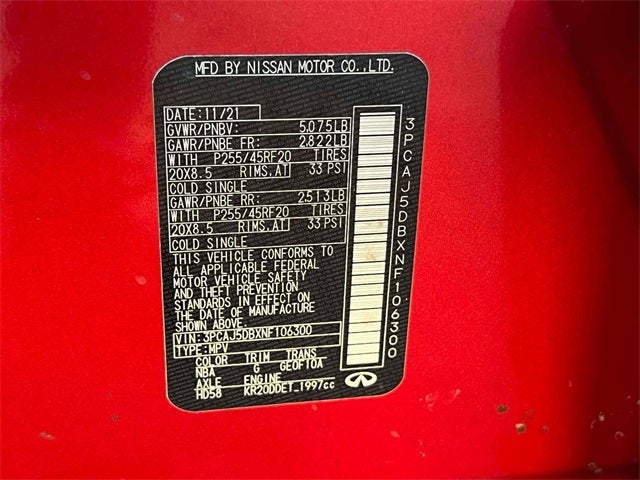 MFD BY NISSAN MOTOR CO.,LTD.
DATE: 11/21
GVWR/PNBV: 5,075LB
GAWR/PNBE FR: 2,822LB
WITH P255/45RF20 TIRES
20X8.5 RIMS.AT 33 PSI
COLD SINGLE
GAWR/PNBE RR: 2,513LB
WITH P255/45RF20 TIRES
20X8.5 RIMS.AT 33 PSI
COLD SINGLE
THIS VEHICLE CONFORMS TO
ALL APPLICABLE FEDERAL
MOTOR VEHICLE SAFETY
AND THEFT PREVENTION
STANDARDS IN EFFECT ON
THE DATE OF MANUFACTURE
SHOWN ABOVE.
VIN: 3PCAJ5DBXNF106300
TYPE: MPV
COLOR TRIM TRANS
NBA G GE0F10A
AXLE ENGINE
HD58 KR20DDET 1997cc
3PCAJ5DBXNF106300